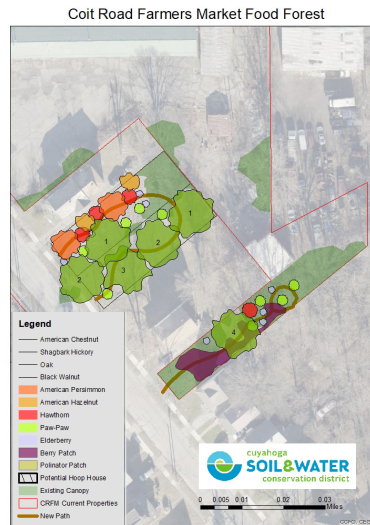 Coit Road Farmers Market Food Forest
1
1
2
3
2
4
Legend
American Chestnut
Shagbark Hickory
Oak
Black Walnut
American Persimmon
American Hazelnut
Hawthorn
Paw-Paw
Elderberry
Berry Patch
Pollinator Patch
Potential Hoop House
Existing Canopy
CRFM Current Properties
New Path
cuyahoga
SOIL&WATER
conservation district
0 0.005 0.01 0.02 0.03
Miles